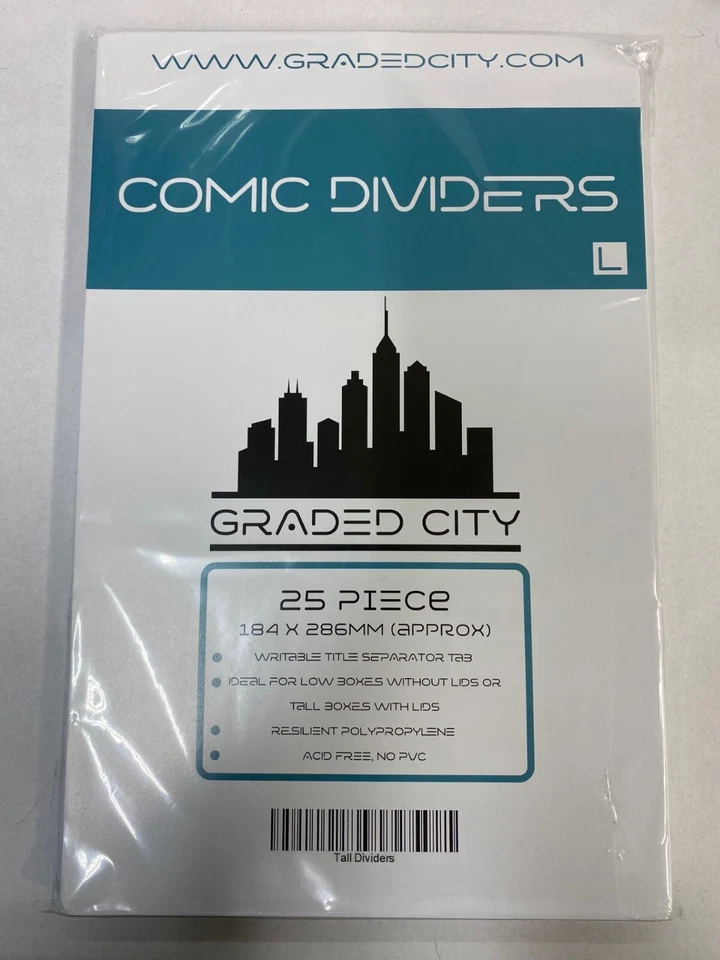 WWW.GRADEDCITY.COM
COMIC DIVIDERS
L
GRADED CITY
25 PIECE
184 X 286MM (APPROX)
WRITABLE TITLE SEPARATOR TAB
IDEAL FOR LOW BOXES WITHOUT LIDS OR
TALL BOXES WITH LIDS
RESILIENT POLYPROPYLENE
ACID FREE, NO PVC
Tall Dividers